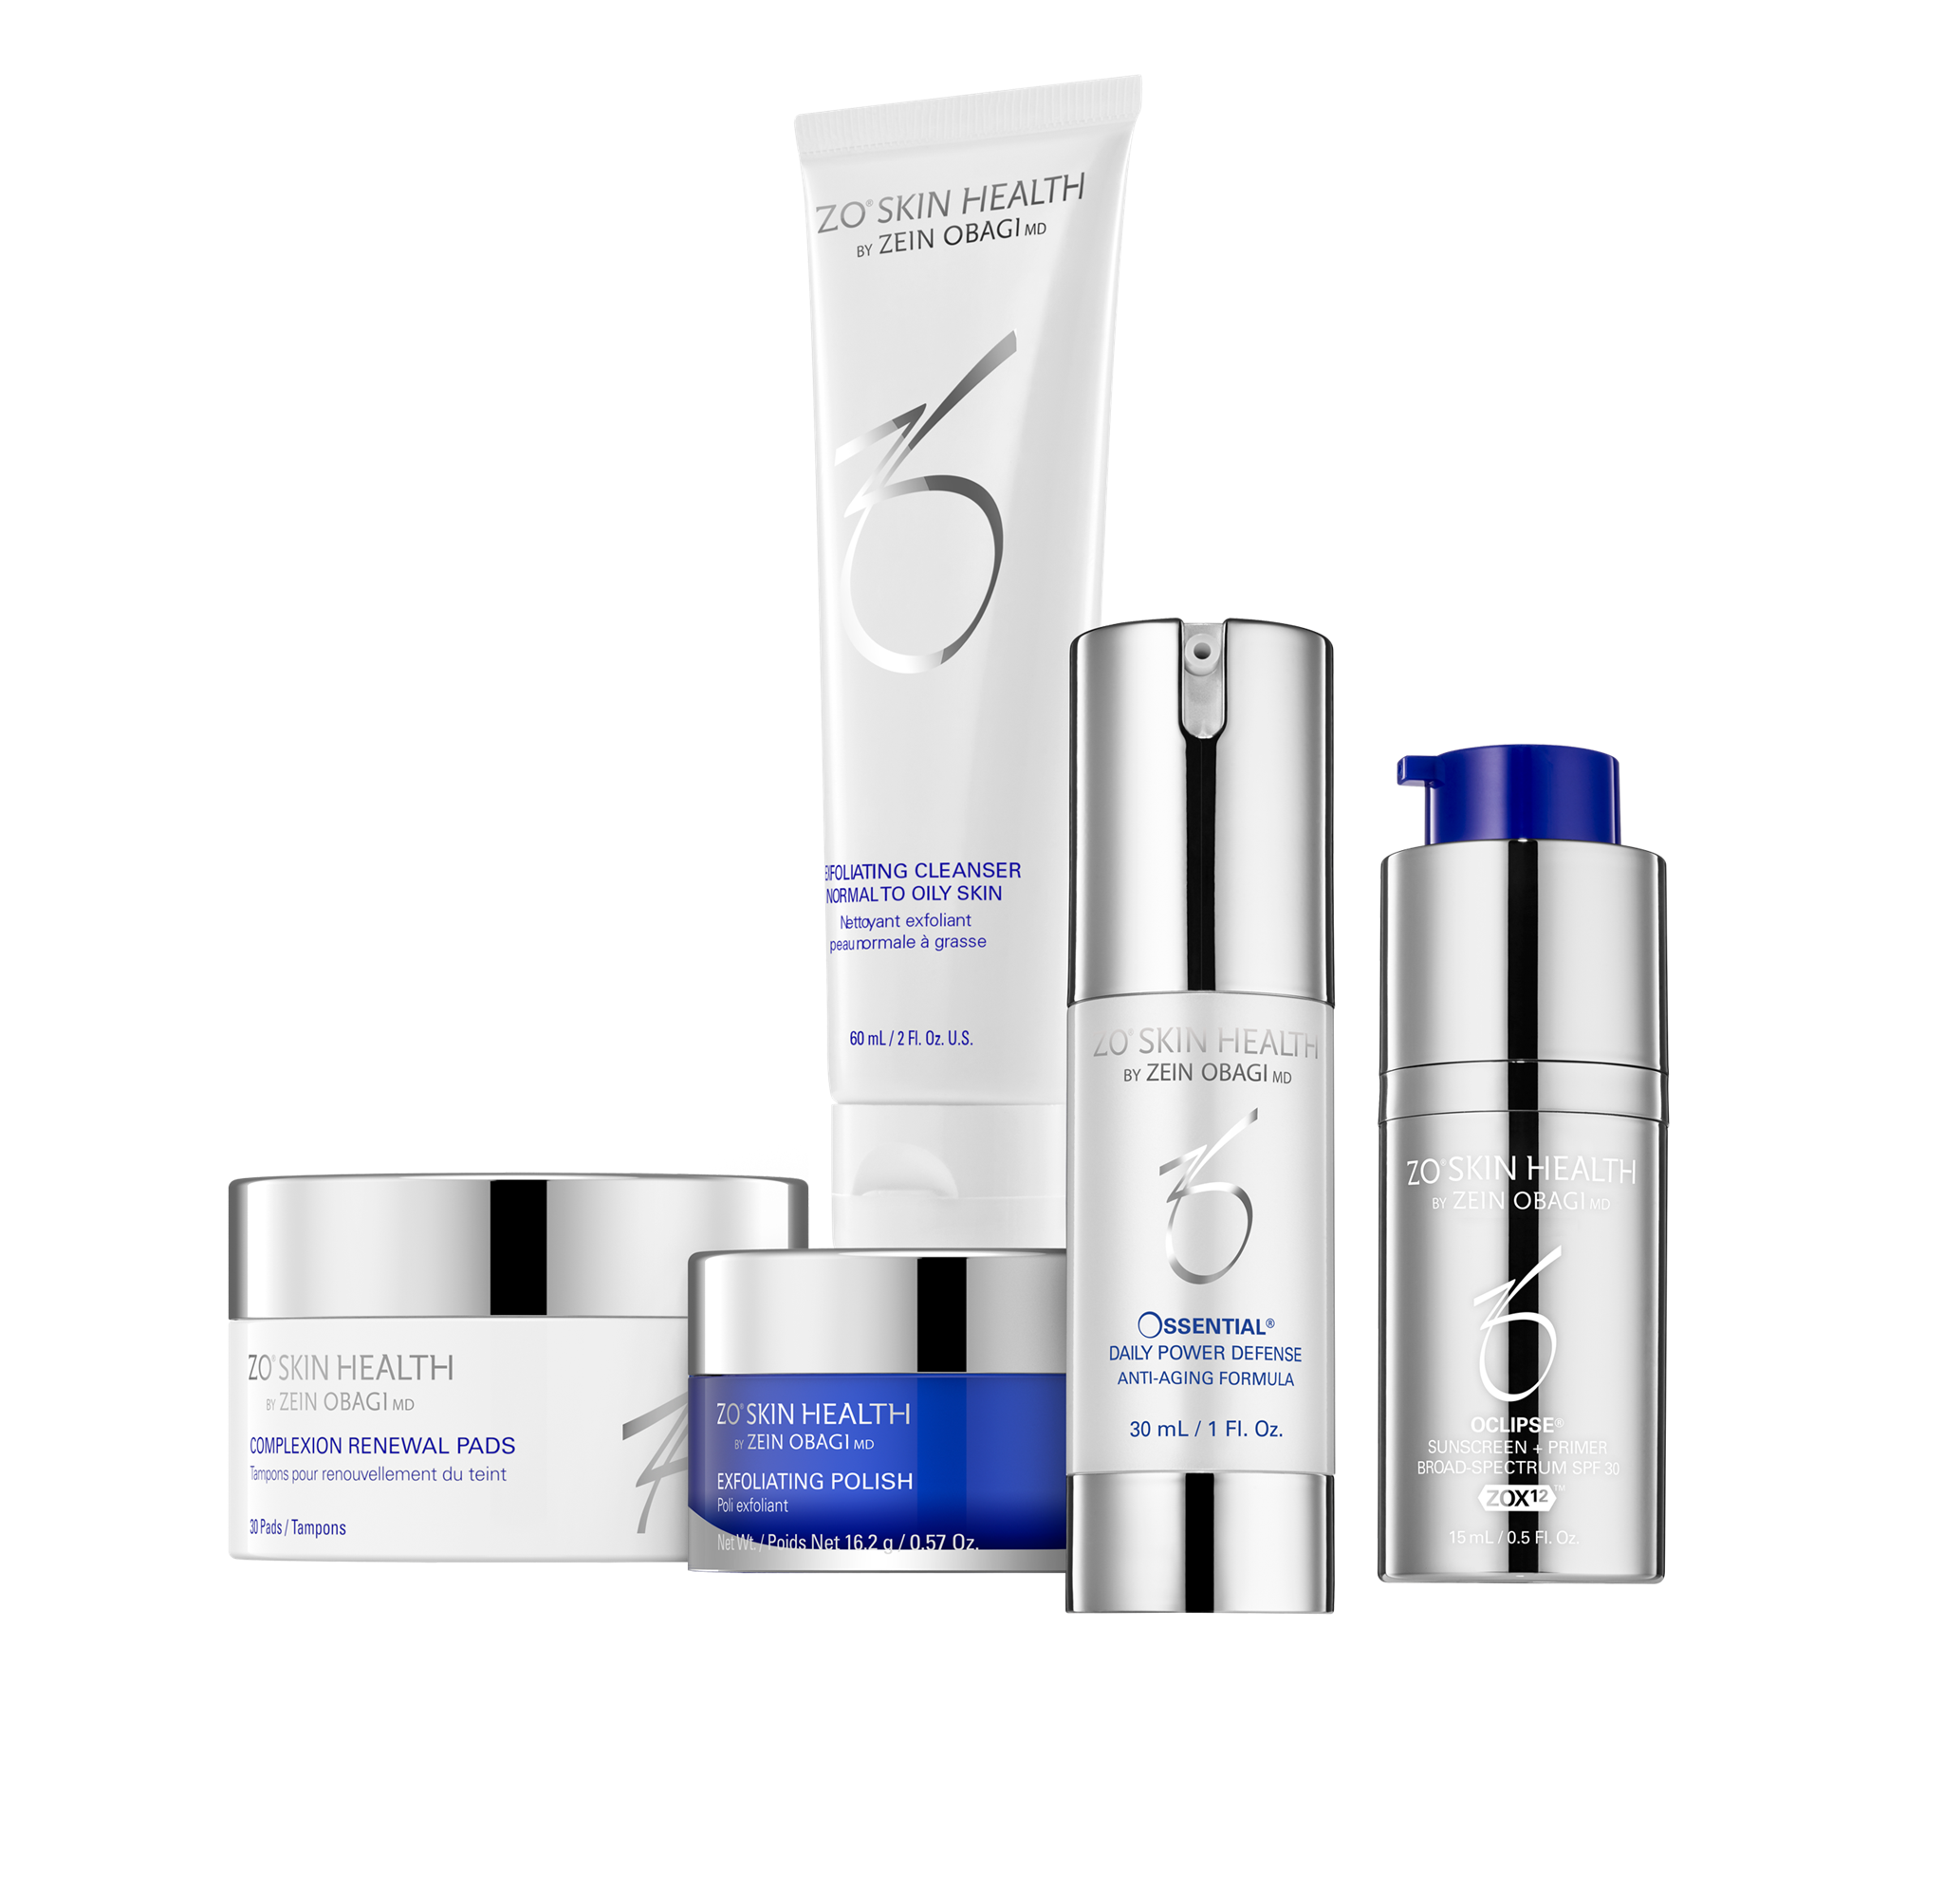 ZO® SKIN HEALTH
BY ZEIN OBAGI MD
EXFOLIATING CLEANSER
NORMAL TO OILY SKIN
Nettoyant exfoliant
peau normale à grasse
60 mL / 2 Fl. Oz. U.S.
ZO® SKIN HEALTH
BY ZEIN OBAGI MD
COMPLEXION RENEWAL PADS
Tampons pour renouvellement du teint
30 Pads / Tampons
ZO® SKIN HEALTH
BY ZEIN OBAGI MD
EXFOLIATING POLISH
Poli exfoliant
Net Wt. / Poids Net 16.2 g / 0.57 Oz.
ZO® SKIN HEALTH
BY ZEIN OBAGI MD
OSSENTIAL®
DAILY POWER DEFENSE
ANTI-AGING FORMULA
30 mL / 1 Fl. Oz.
ZO® SKIN HEALTH
BY ZEIN OBAGI MD
OCLIPSE®
SUNSCREEN + PRIMER
BROAD-SPECTRUM SPF 30
ZOX12™
15 mL / 0.5 Fl. Oz.